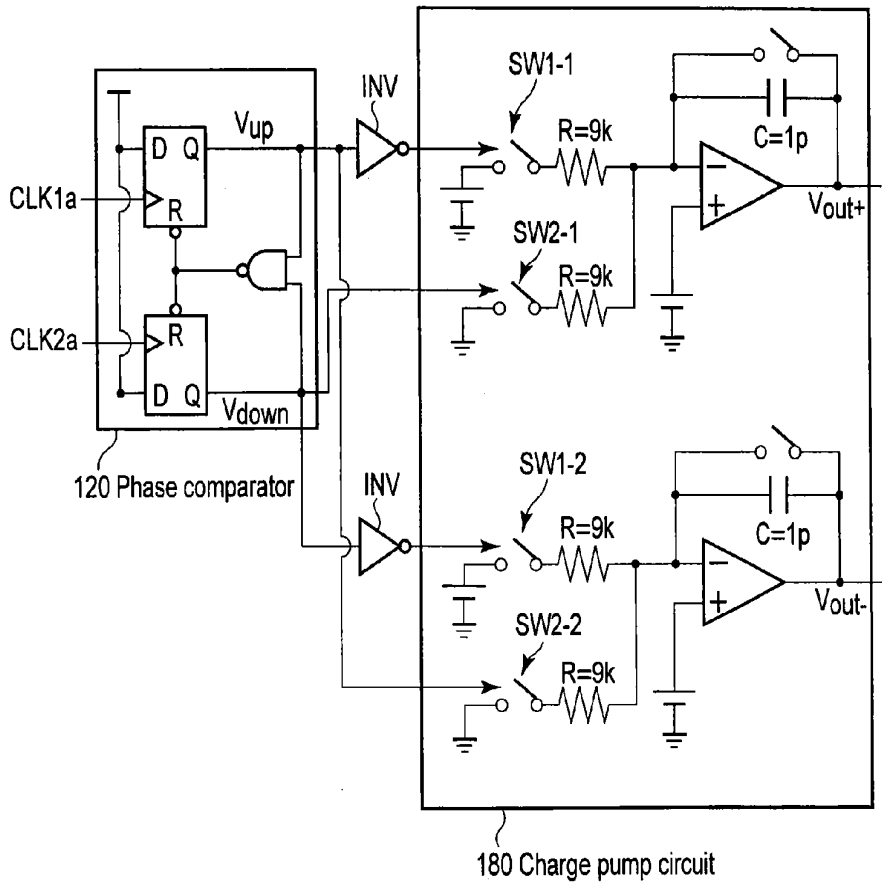 INV
SW1-1
R=9k
C=1p
−
+
Vout+
Vup
D Q
CLK1a
R
SW2-1
R=9k
CLK2a
R
D Q
Vdown
120 Phase comparator
INV
SW1-2
R=9k
C=1p
−
+
Vout-
SW2-2
R=9k
180 Charge pump circuit